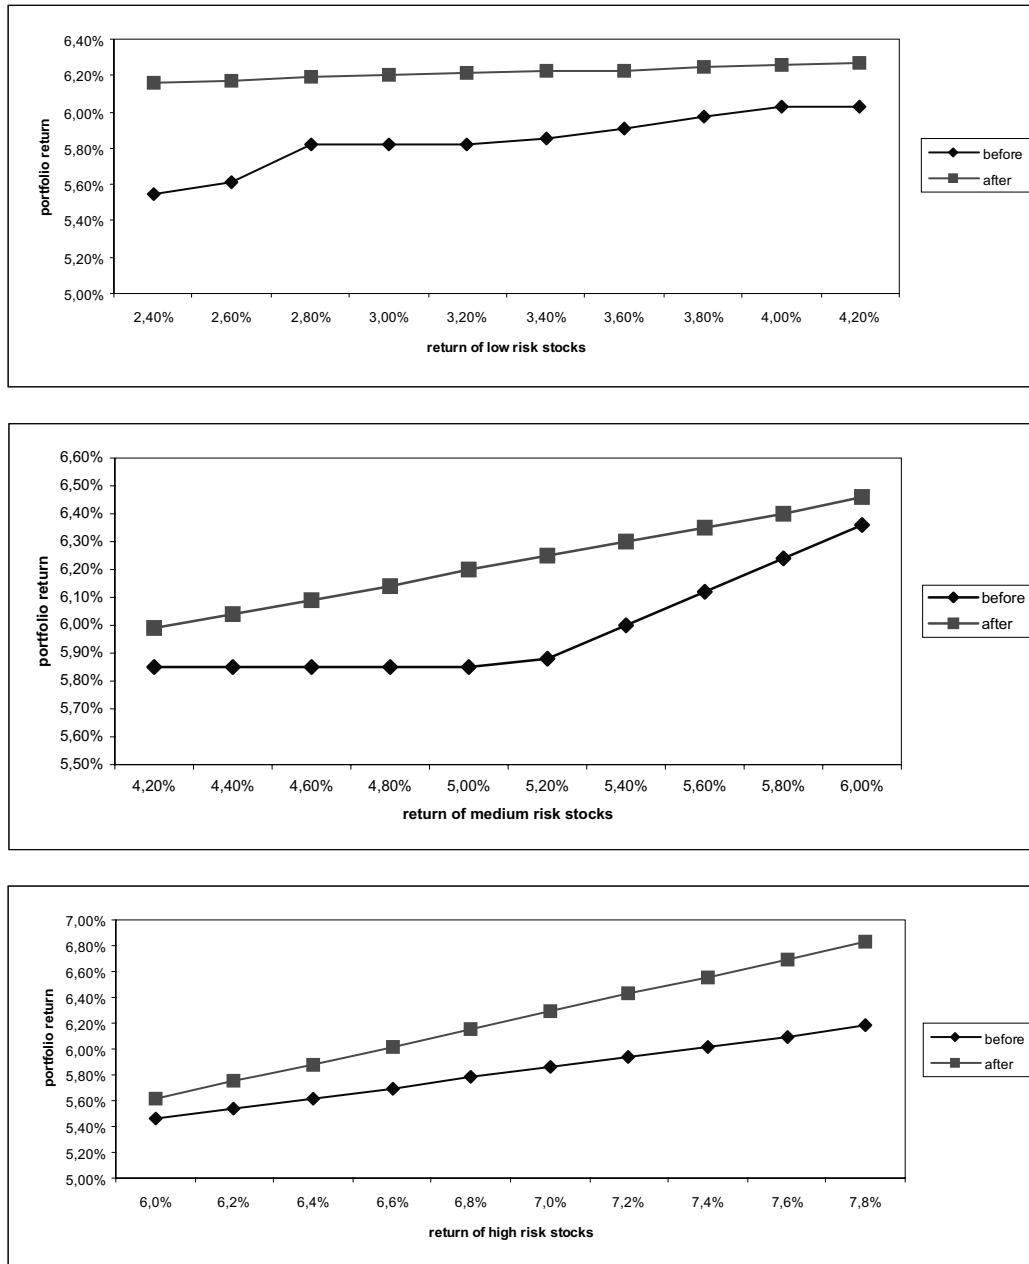 6,40%
6,20%
6,00%
5,80%
5,60%
5,40%
5,20%
5,00%
portfolio return
2,40% 2,60% 2,80% 3,00% 3,20% 3,40% 3,60% 3,80% 4,00% 4,20%
return of low risk stocks
before
after
6,60%
6,50%
6,40%
6,30%
6,20%
6,10%
6,00%
5,90%
5,80%
5,70%
5,60%
5,50%
portfolio return
4,20% 4,40% 4,60% 4,80% 5,00% 5,20% 5,40% 5,60% 5,80% 6,00%
return of medium risk stocks
before
after
7,00%
6,80%
6,60%
6,40%
6,20%
6,00%
5,80%
5,60%
5,40%
5,20%
5,00%
portfolio return
6,0% 6,2% 6,4% 6,6% 6,8% 7,0% 7,2% 7,4% 7,6% 7,8%
return of high risk stocks
before
after